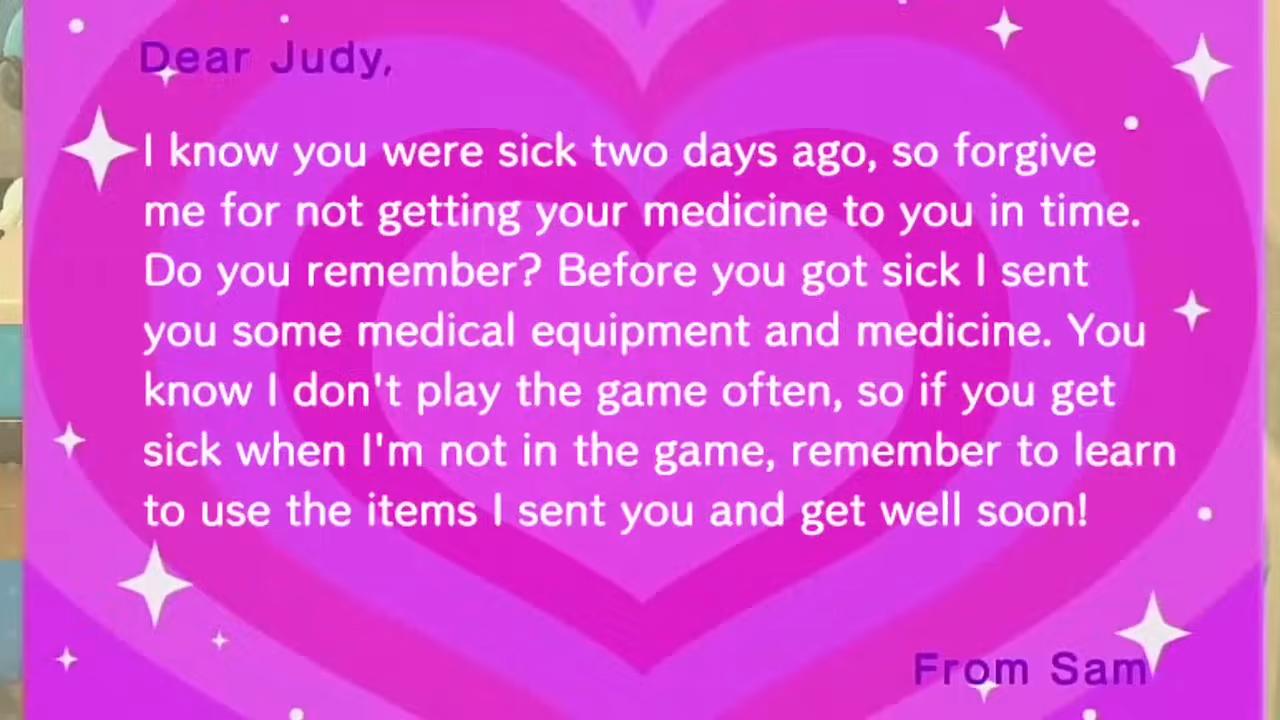 Dear Judy,
I know you were sick two days ago, so forgive
me for not getting your medicine to you in time.
Do you remember? Before you got sick I sent
you some medical equipment and medicine. You
know I don't play the game often, so if you get
sick when I'm not in the game, remember to learn
to use the items I sent you and get well soon!
From Sam